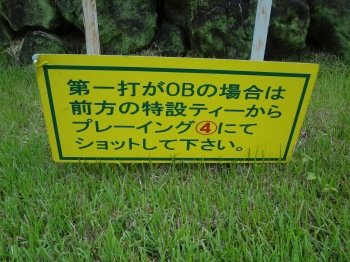 第一打がOBの場合は
前方の特設ティーから
プレーイング④にて
ショットして下さい。